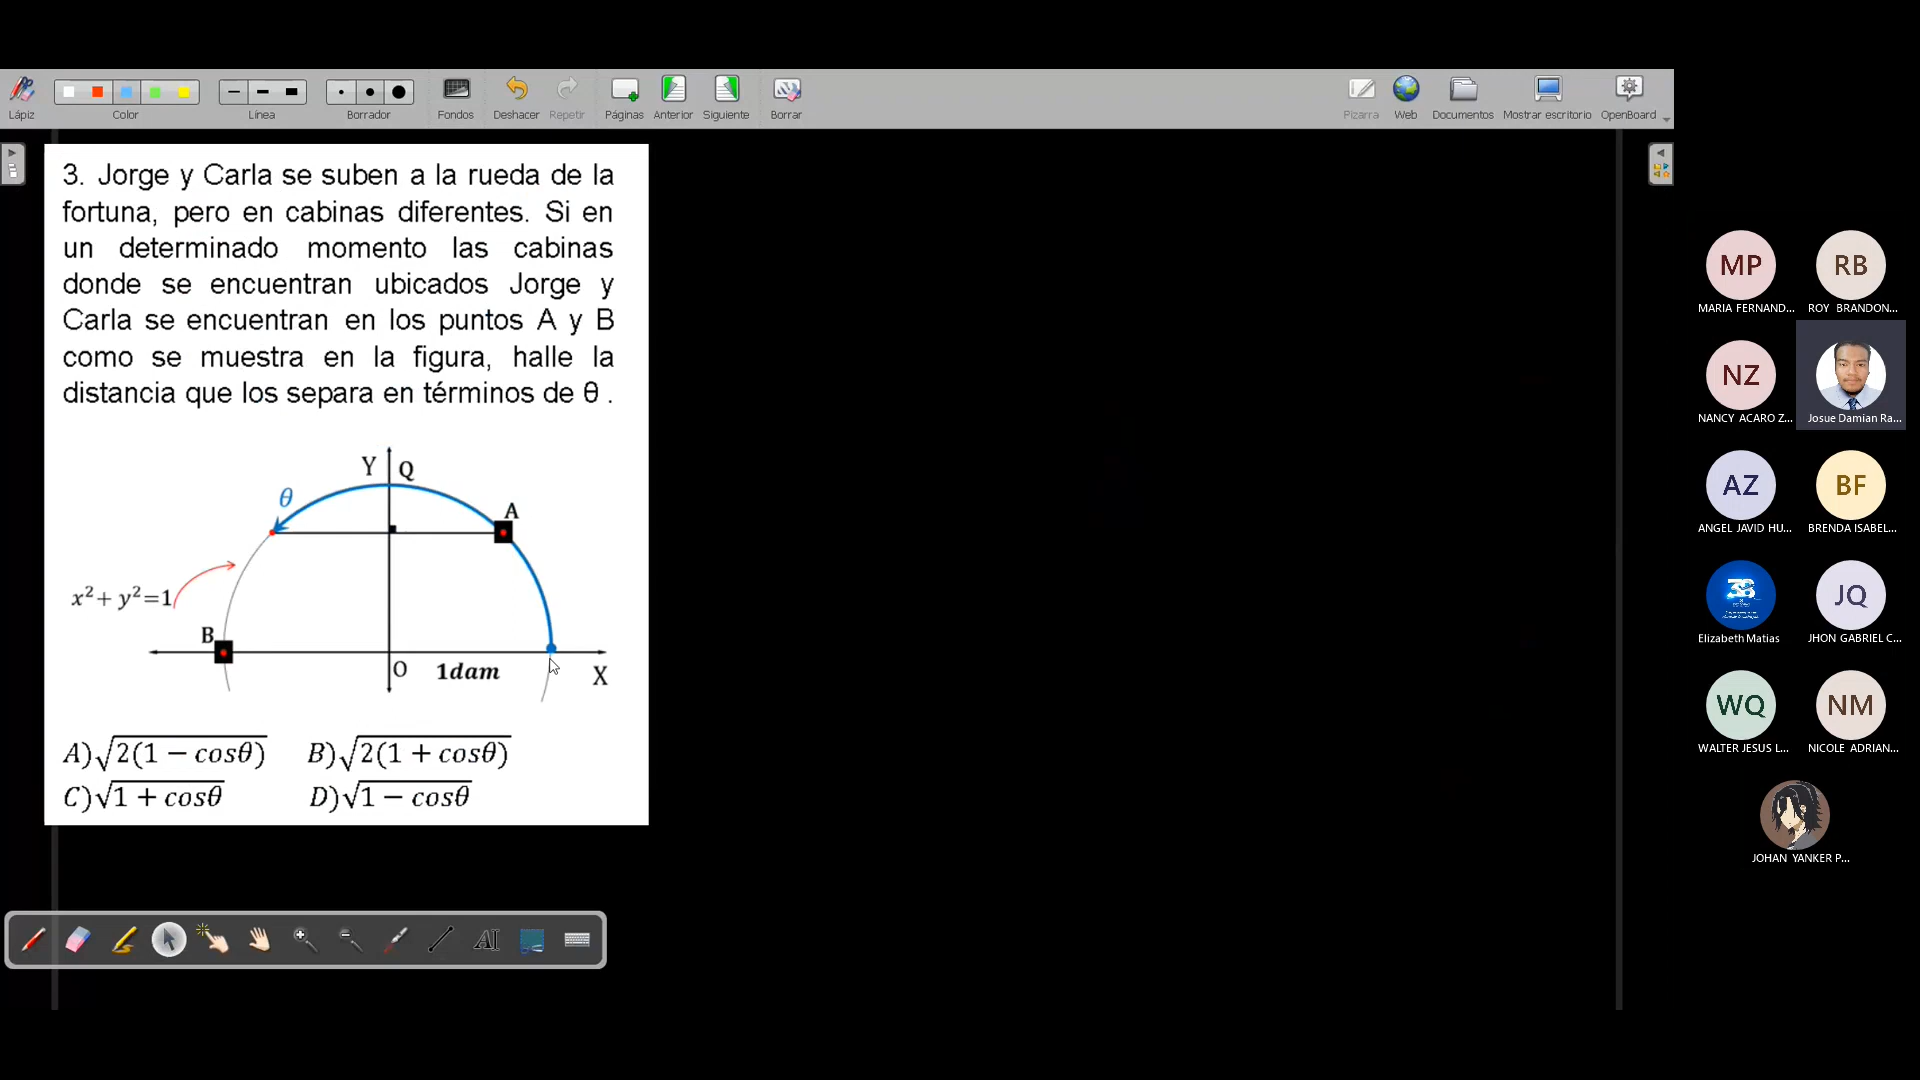 Lápiz
Color
Línea
Borrador
Fondos
Deshacer
Repetir
Páginas
Anterior
Siguiente
Borrar
Pizarra
Web
Documentos
Mostrar escritorio
OpenBoard
3. Jorge y Carla se suben a la rueda de la
fortuna, pero en cabinas diferentes. Si en
un determinado momento las cabinas
donde se encuentran ubicados Jorge y
Carla se encuentran en los puntos A y B
como se muestra en la figura, halle la
distancia que los separa en términos de θ .
Y Q
θ
A
x²+ y²=1
B
O 1dam X
A)√2(1 − cosθ) B)√2(1 + cosθ)
C)√1 + cosθ D)√1 − cosθ
AI
MP RB
MARIA FERNAND... ROY BRANDON...
NZ
NANCY ACARO Z... Josue Damian Ra...
AZ BF
ANGEL JAVID HU... BRENDA ISABEL...
3B JQ
Elizabeth Matias JHON GABRIEL C...
WQ NM
WALTER JESUS L... NICOLE ADRIAN...
JOHAN YANKER P...